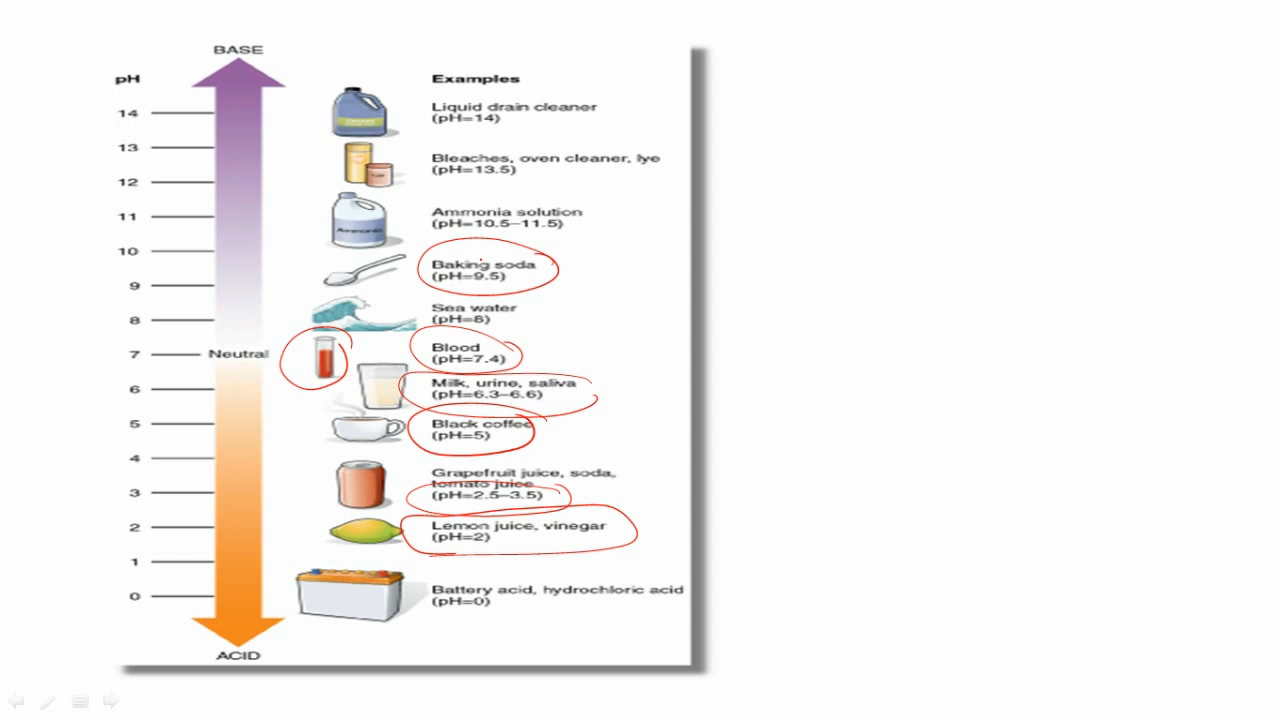 BASE
pH
Examples
14
Liquid drain cleaner
(pH=14)
13
Bleaches, oven cleaner, lye
(pH=13.5)
12
11
Ammonia solution
(pH=10.5–11.5)
Ammonia
10
Baking soda
(pH=9.5)
9
Sea water
(pH=8)
8
Blood
(pH=7.4)
7
Neutral
Milk, urine, saliva
(pH=6.3–6.6)
6
Black coffee
(pH=5)
5
4
Grapefruit juice, soda,
tomato juice
(pH=2.5–3.5)
3
Lemon juice, vinegar
(pH=2)
2
1
Battery acid, hydrochloric acid
(pH=0)
0
ACID